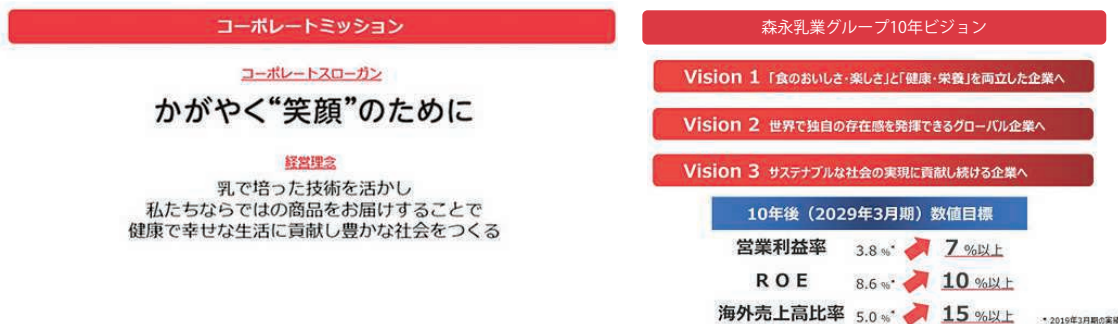 コーポレートミッション
コーポレートスローガン
かがやく“笑顔”のために
経営理念
乳で培った技術を活かし
私たちならではの商品をお届けすることで
健康で幸せな生活に貢献し豊かな社会をつくる
森永乳業グループ10年ビジョン
Vision 1 「食のおいしさ・楽しさ」と「健康・栄養」を両立した企業へ
Vision 2 世界で独自の存在感を発揮できるグローバル企業へ
Vision 3 サステナブルな社会の実現に貢献し続ける企業へ
10年後（2029年3月期）数値目標
営業利益率 3.8 %* 7 %以上
ROE 8.6 %* 10 %以上
海外売上高比率 5.0 %* 15 %以上
* 2019年3月期の実績